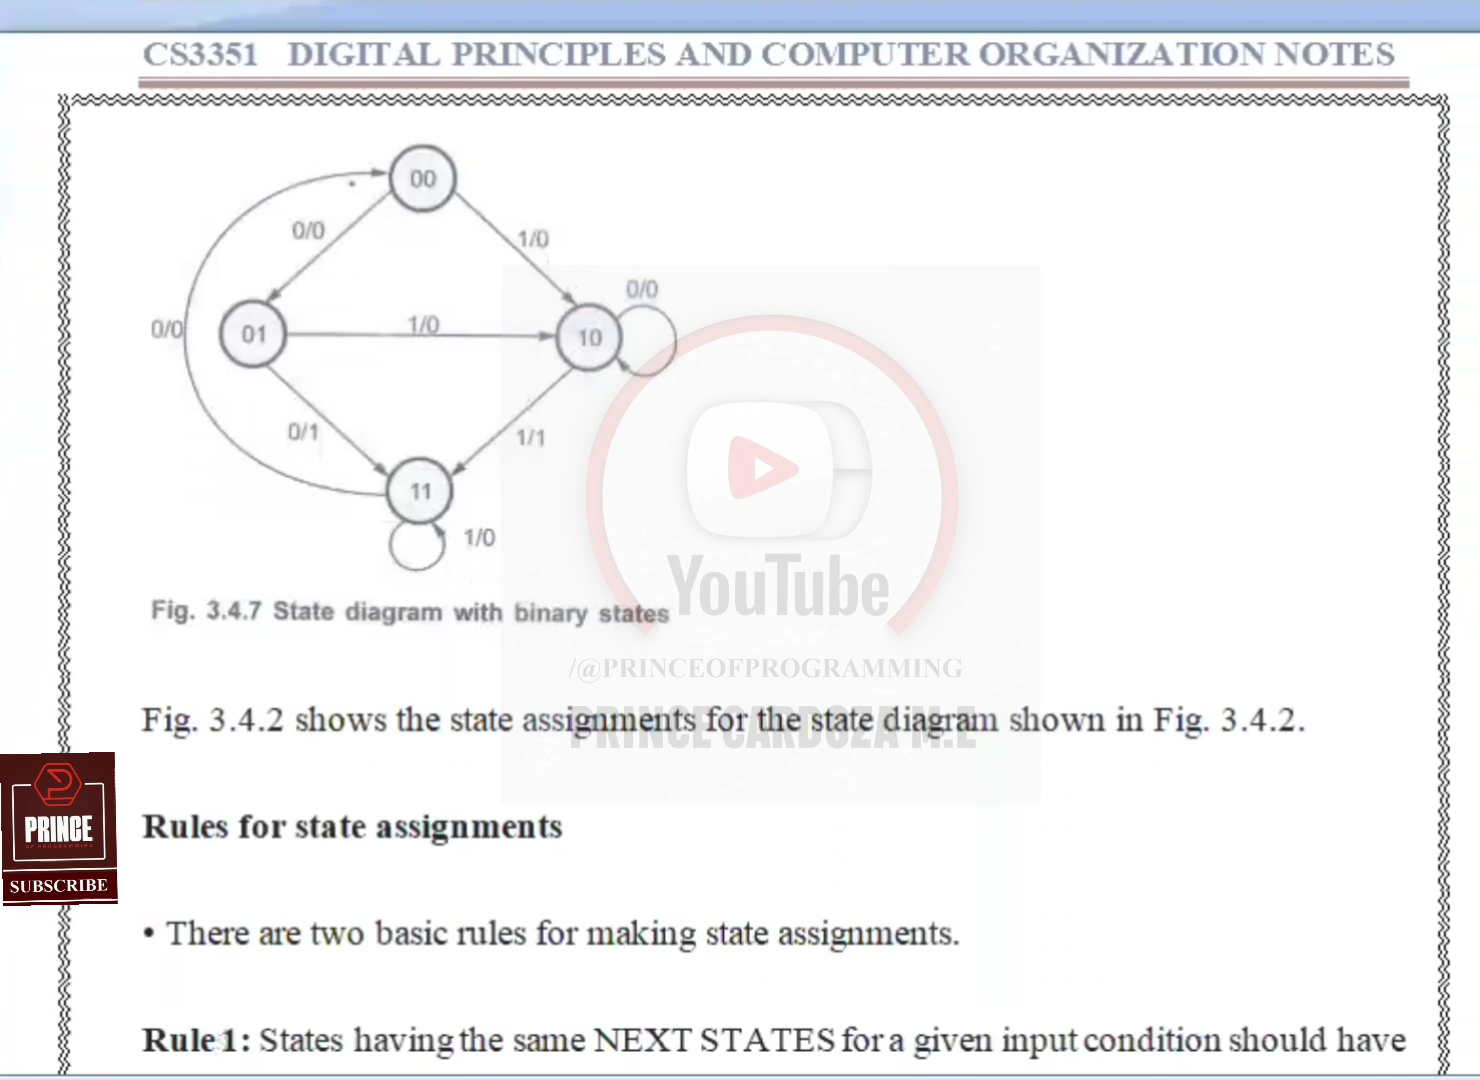 CS3351 DIGITAL PRINCIPLES AND COMPUTER ORGANIZATION NOTES
00
0/0
1/0
0/0
0/0
01
1/0
10
0/1
1/1
11
1/0
Fig. 3.4.7 State diagram with binary states
YouTube
/@PRINCEOFPROGRAMMING
PRINCE CARDOZA M.E
Fig. 3.4.2 shows the state assignments for the state diagram shown in Fig. 3.4.2.
PRINCE
OF PROGRAMMING
SUBSCRIBE
Rules for state assignments
• There are two basic rules for making state assignments.
Rule 1: States having the same NEXT STATES for a given input condition should have